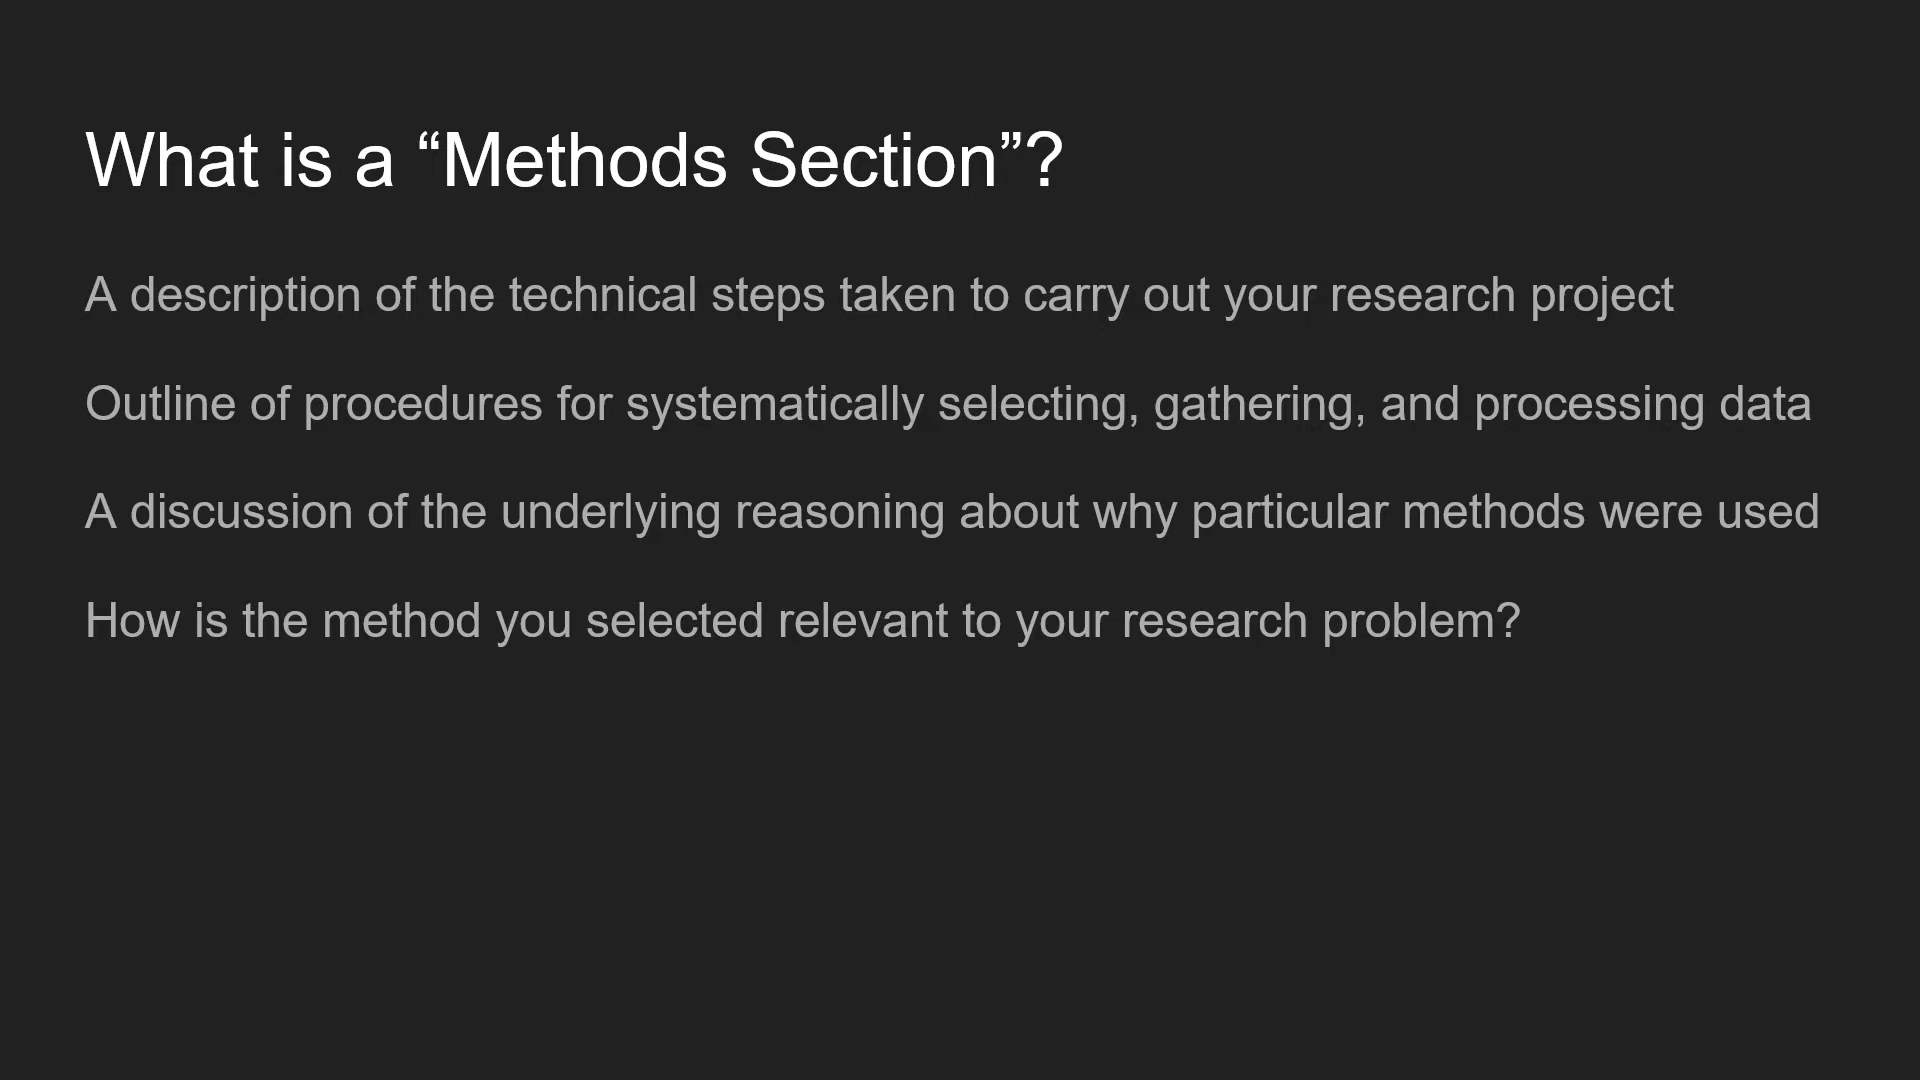 What is a “Methods Section”?
A description of the technical steps taken to carry out your research project
Outline of procedures for systematically selecting, gathering, and processing data
A discussion of the underlying reasoning about why particular methods were used
How is the method you selected relevant to your research problem?